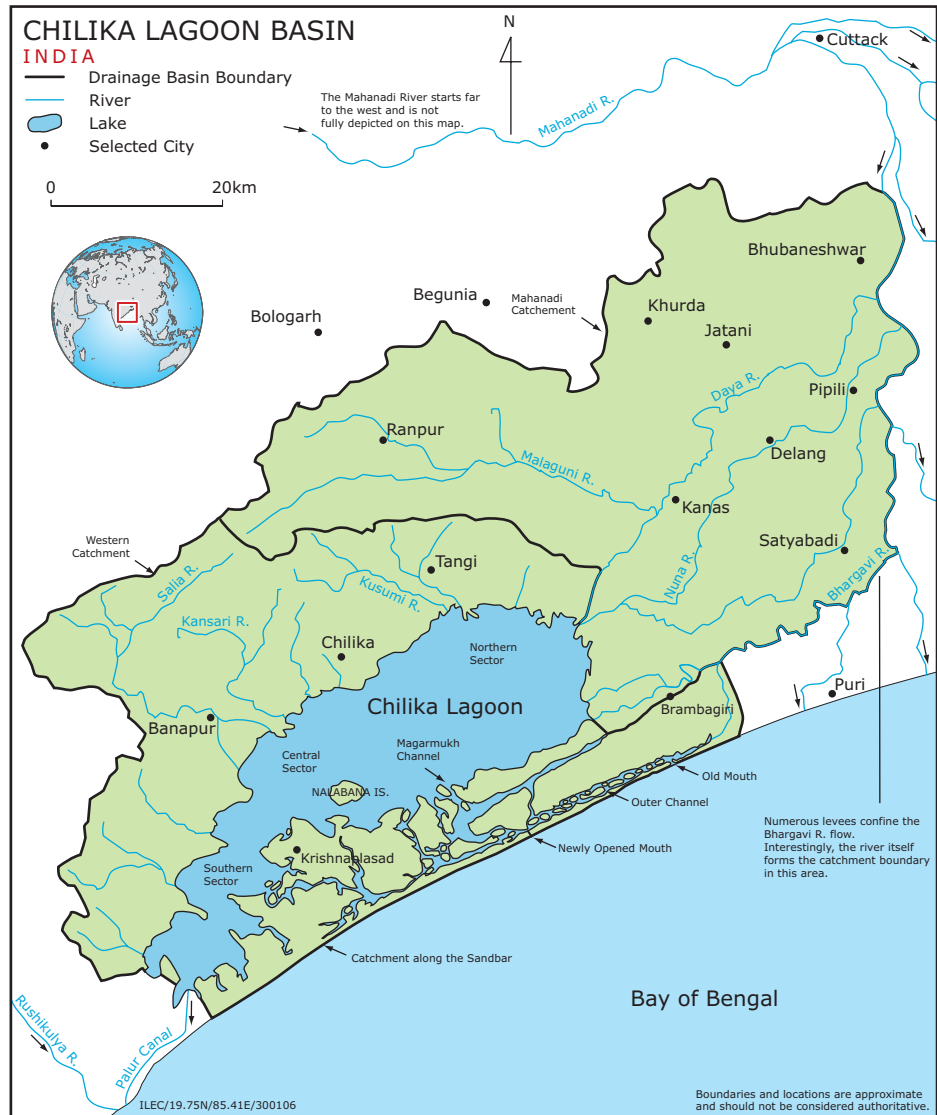 CHILIKA LAGOON BASIN
INDIA
Drainage Basin Boundary
River
Lake
Selected City
0
20km
N
The Mahanadi River starts far
to the west and is not
fully depicted on this map.
Mahanadi R.
Cuttack
Bhubaneshwar
Begunia
Mahanadi
Catchement
Bologarh
Khurda
Jatani
Daya R.
Pipili
Ranpur
Malaguni R.
Delang
Kanas
Western
Catchment
Satyabadi
Salia R.
Tangi
Kusumi R.
Nuna R.
Bhargavi R.
Kansari R.
Chilika
Northern
Sector
Puri
Chilika Lagoon
Brambagiri
Banapur
Magarmukh
Channel
Central
Sector
Old Mouth
NALABANA IS.
Outer Channel
Numerous levees confine the
Bhargavi R. flow.
Interestingly, the river itself
forms the catchment boundary
in this area.
Newly Opened Mouth
Krishnaplasad
Southern
Sector
Catchment along the Sandbar
Bay of Bengal
Rushikulya R.
Palur Canal
ILEC/19.75N/85.41E/300106
Boundaries and locations are approximate
and should not be considered authoritative.